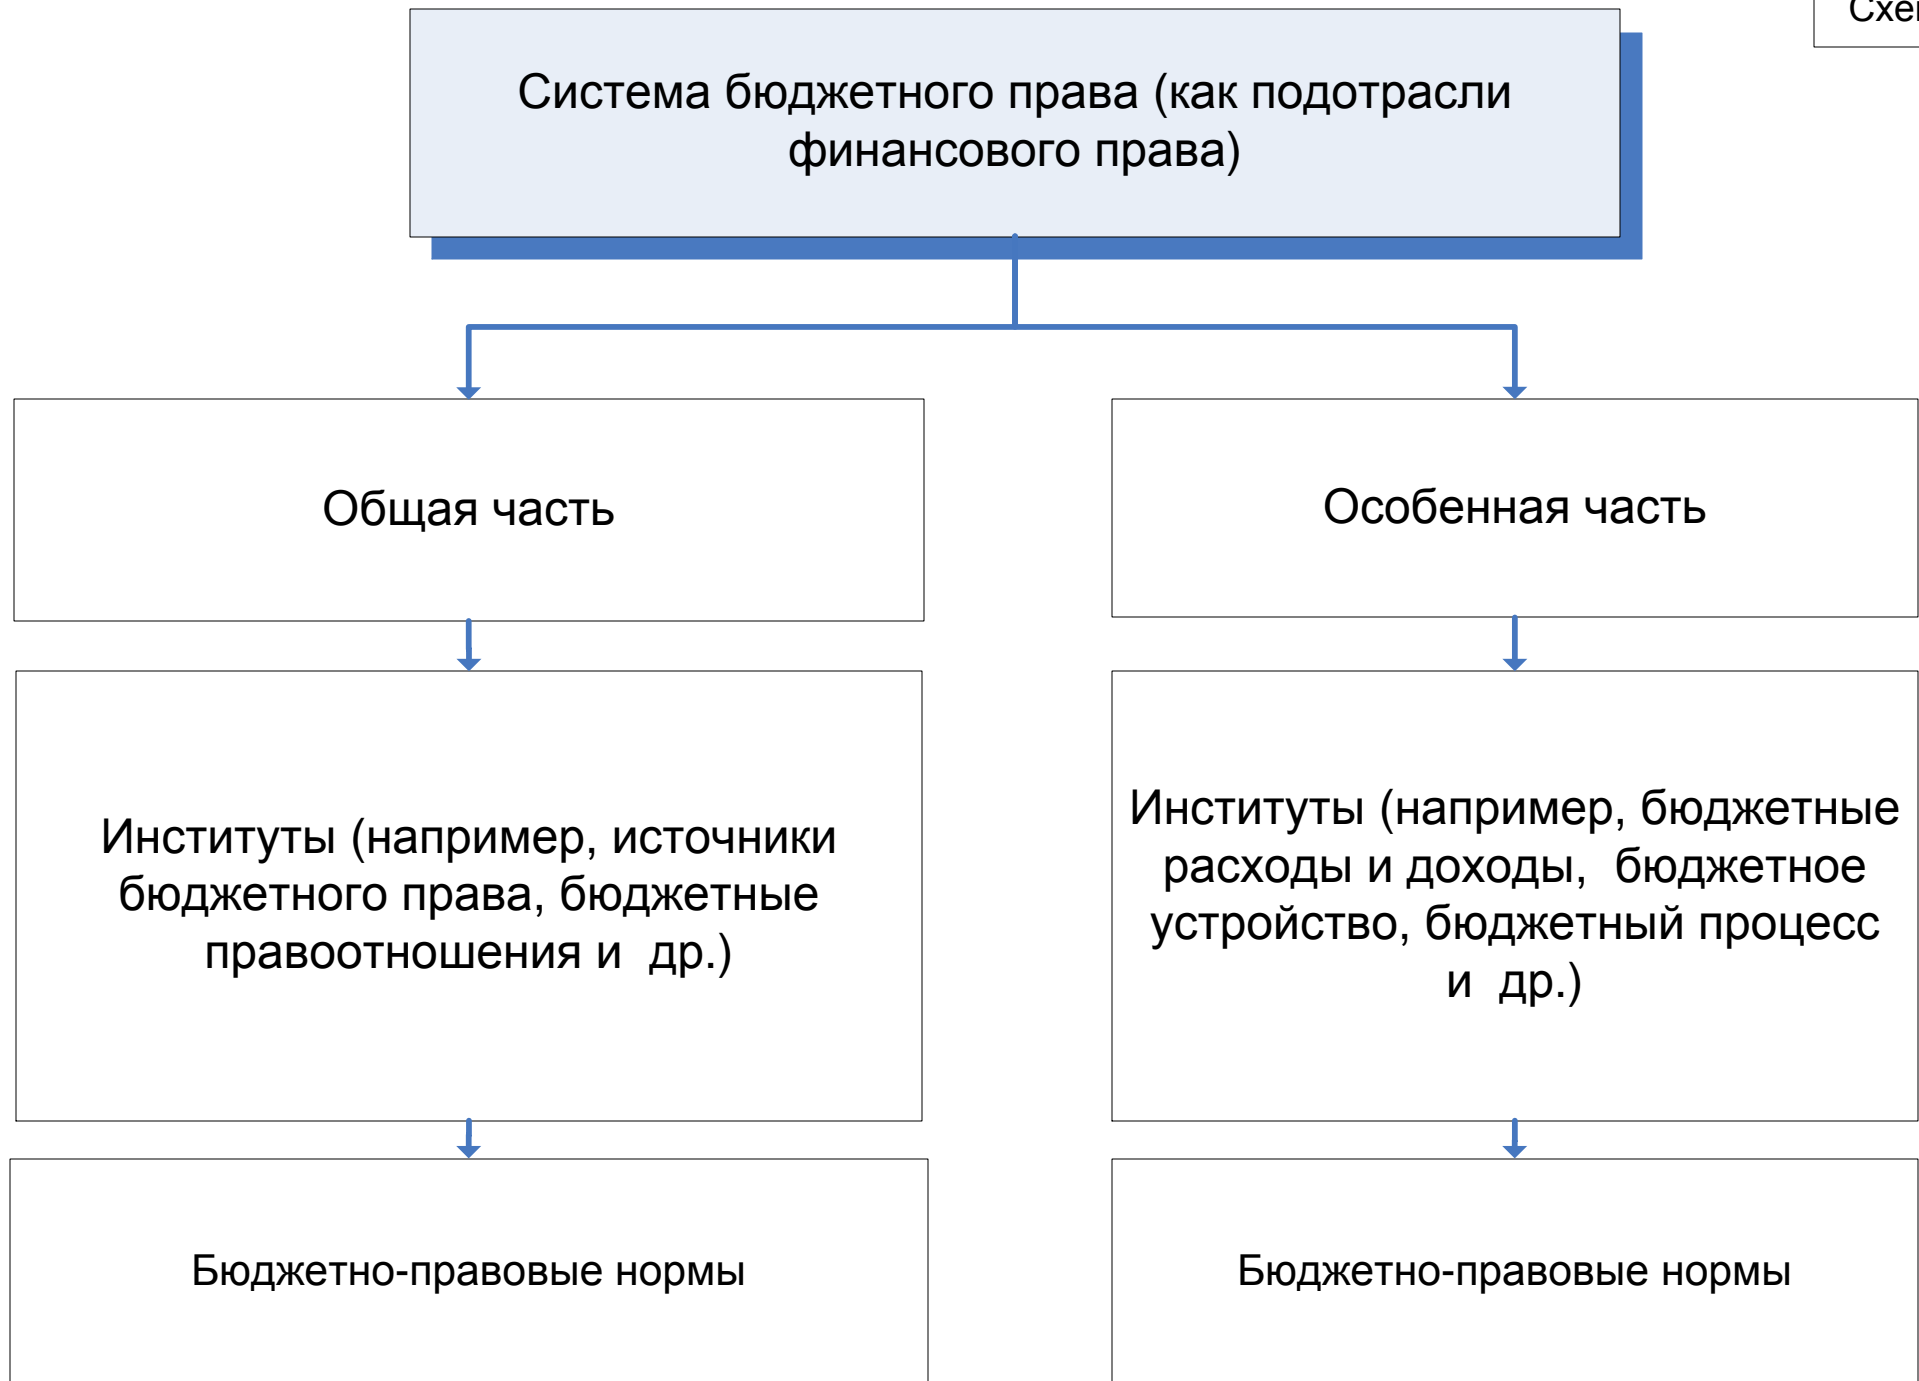 Система бюджетного права (как подотрасли
финансового права)
Общая часть
Особенная часть
Институты (например, источники
бюджетного права, бюджетные
правоотношения и др.)
Институты (например, бюджетные
расходы и доходы, бюджетное
устройство, бюджетный процесс
и др.)
Бюджетно-правовые нормы
Бюджетно-правовые нормы